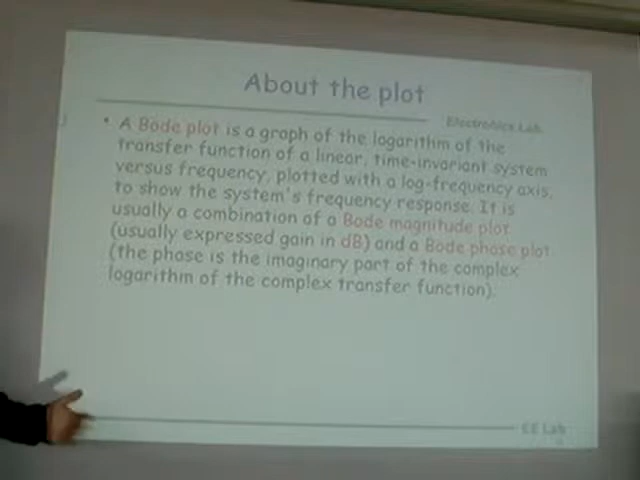 About the plot
Electronics Lab.
• A Bode plot is a graph of the logarithm of the
transfer function of a linear, time-invariant system
versus frequency, plotted with a log-frequency axis,
to show the system's frequency response. It is
usually a combination of a Bode magnitude plot
(usually expressed gain in dB) and a Bode phase plot
(the phase is the imaginary part of the complex
logarithm of the complex transfer function).
EE Lab